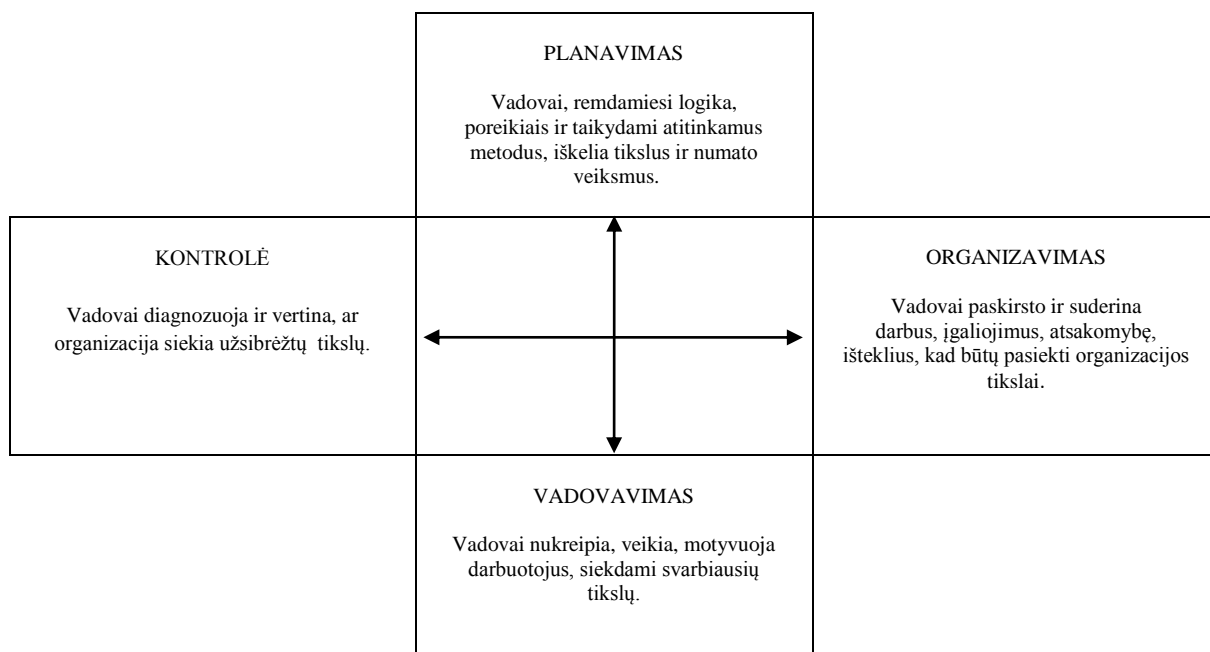 PLANAVIMAS
Vadovai, remdamiesi logika,
poreikiais ir taikydami atitinkamus
metodus, iškelia tikslus ir numato
veiksmus.
KONTROLĖ
Vadovai diagnozuoja ir vertina, ar
organizacija siekia užsibrėžtų tikslų.
ORGANIZAVIMAS
Vadovai paskirsto ir suderina
darbus, įgaliojimus, atsakomybę,
išteklius, kad būtų pasiekti organizacijos
tikslai.
VADOVAVIMAS
Vadovai nukreipia, veikia, motyvuoja
darbuotojus, siekdami svarbiausių
tikslų.